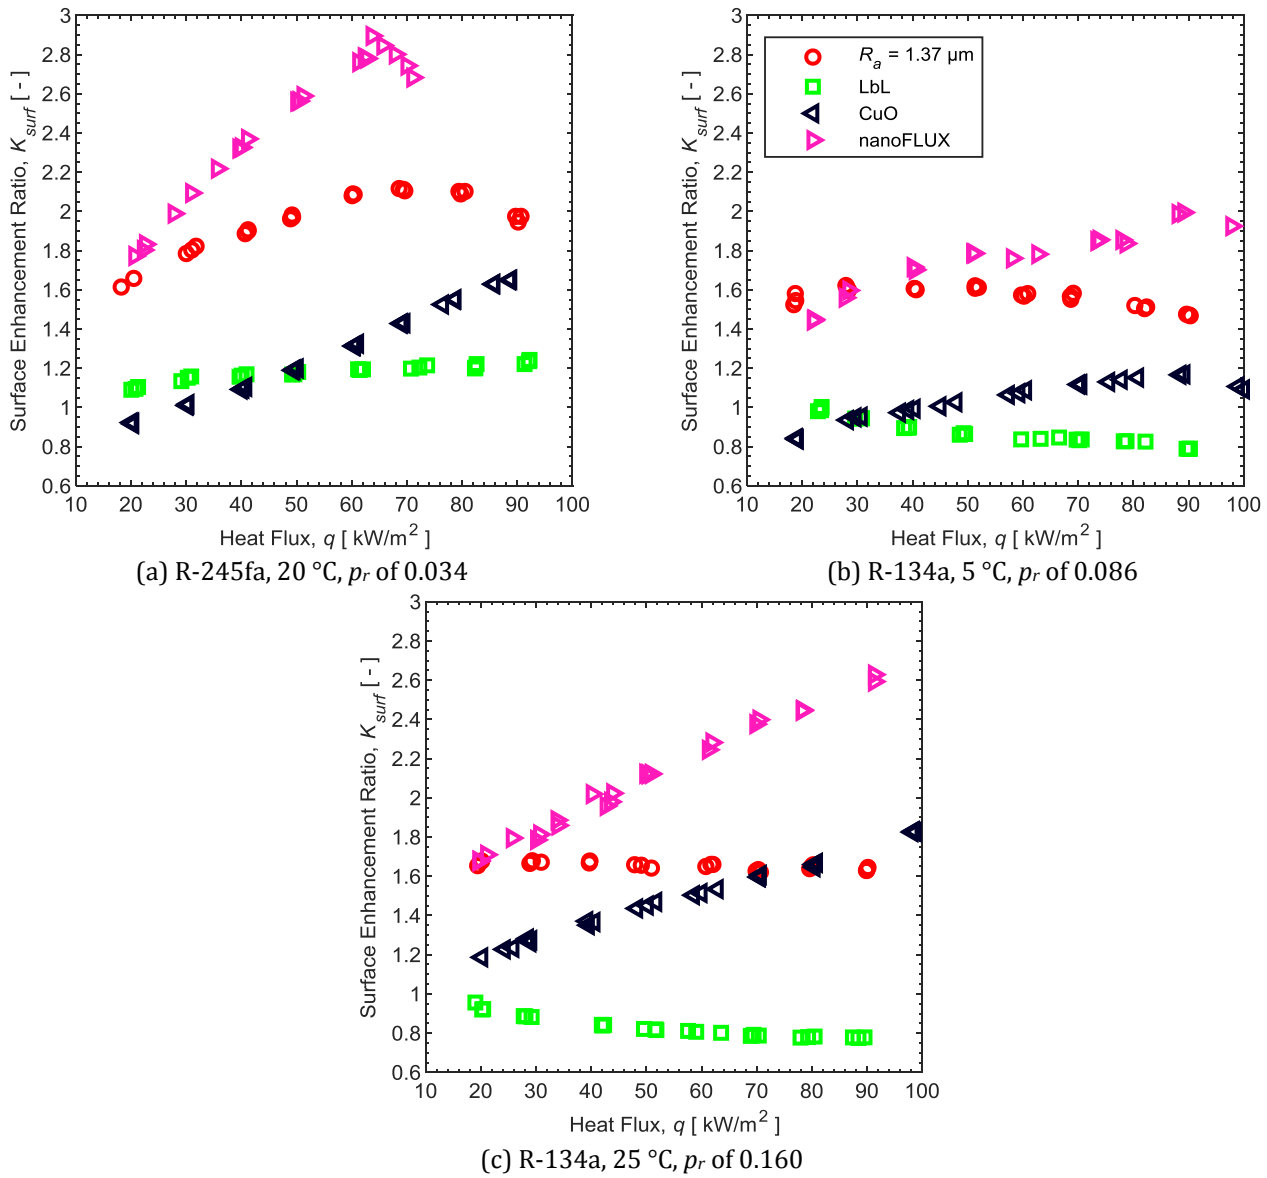 3
2.8
2.6
2.4
2.2
2
1.8
1.6
1.4
1.2
1
0.8
0.6
10 20 30 40 50 60 70 80 90 100
Surface Enhancement Ratio, K_surf [ - ]
Heat Flux, q [ kW/m² ]
(a) R-245fa, 20 °C, pr of 0.034
3
2.8
2.6
2.4
2.2
2
1.8
1.6
1.4
1.2
1
0.8
0.6
10 20 30 40 50 60 70 80 90 100
Surface Enhancement Ratio, K_surf [ - ]
R_a = 1.37 µm
LbL
CuO
nanoFLUX
Heat Flux, q [ kW/m² ]
(b) R-134a, 5 °C, pr of 0.086
3
2.8
2.6
2.4
2.2
2
1.8
1.6
1.4
1.2
1
0.8
0.6
10 20 30 40 50 60 70 80 90 100
Surface Enhancement Ratio, K_surf [ - ]
Heat Flux, q [ kW/m² ]
(c) R-134a, 25 °C, pr of 0.160